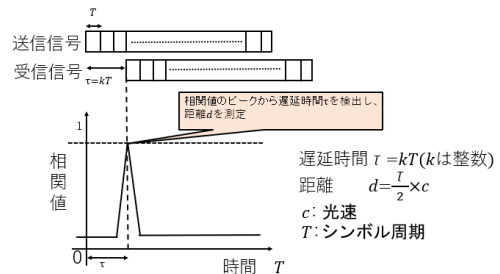 T
送信信号
受信信号
τ=kT
相関値のピークから遅延時間τを検出し、
距離dを測定
1
相関値
0
τ
時間 T
遅延時間 τ=kT(kは整数)
距離 d=τ/2×c
c: 光速
T: シンボル周期